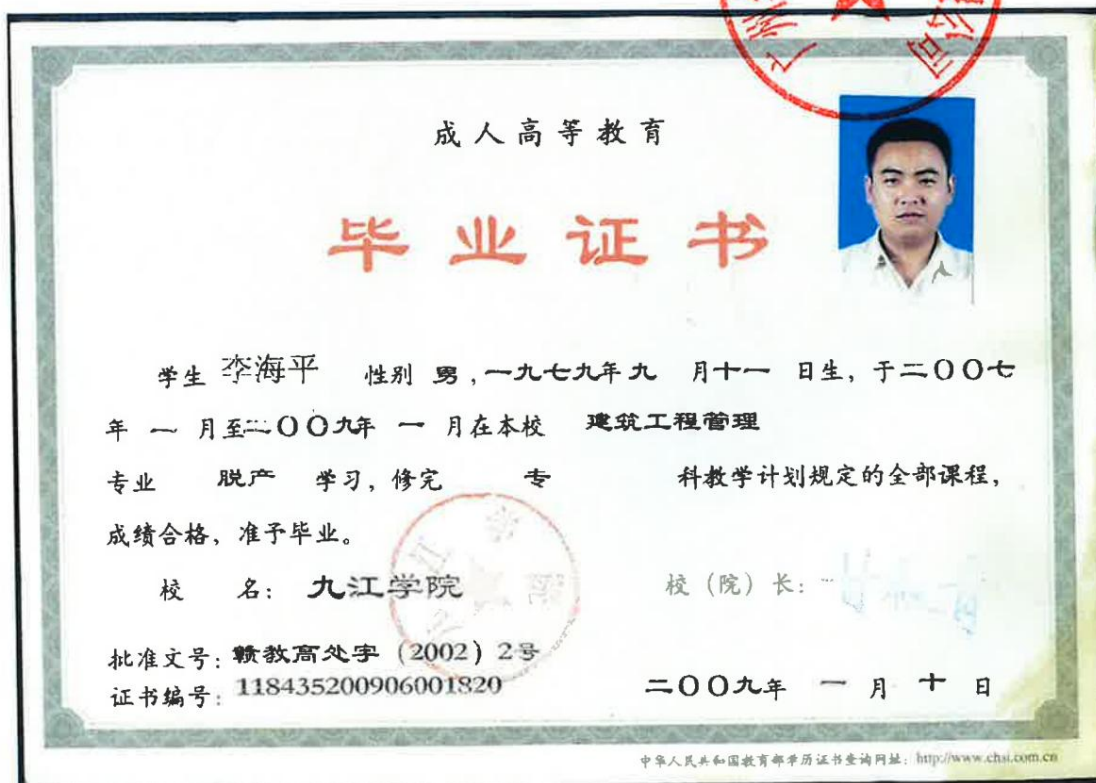 成人高等教育
毕业证书
学生 李海平 性别 男，一九七九年九 月十一 日生，于二〇〇七
年 一 月至二〇〇九年 一 月在本校 建筑工程管理
专业 脱产 学习，修完 专 科教学计划规定的全部课程，
成绩合格，准予毕业。
校 名：九江学院
校（院）长：
批准文号：赣教高处字（2002）2号
证书编号：118435200906001820
二〇〇九年 一 月 十 日
中华人民共和国教育部学历证书查询网址：http://www.chsi.com.cn